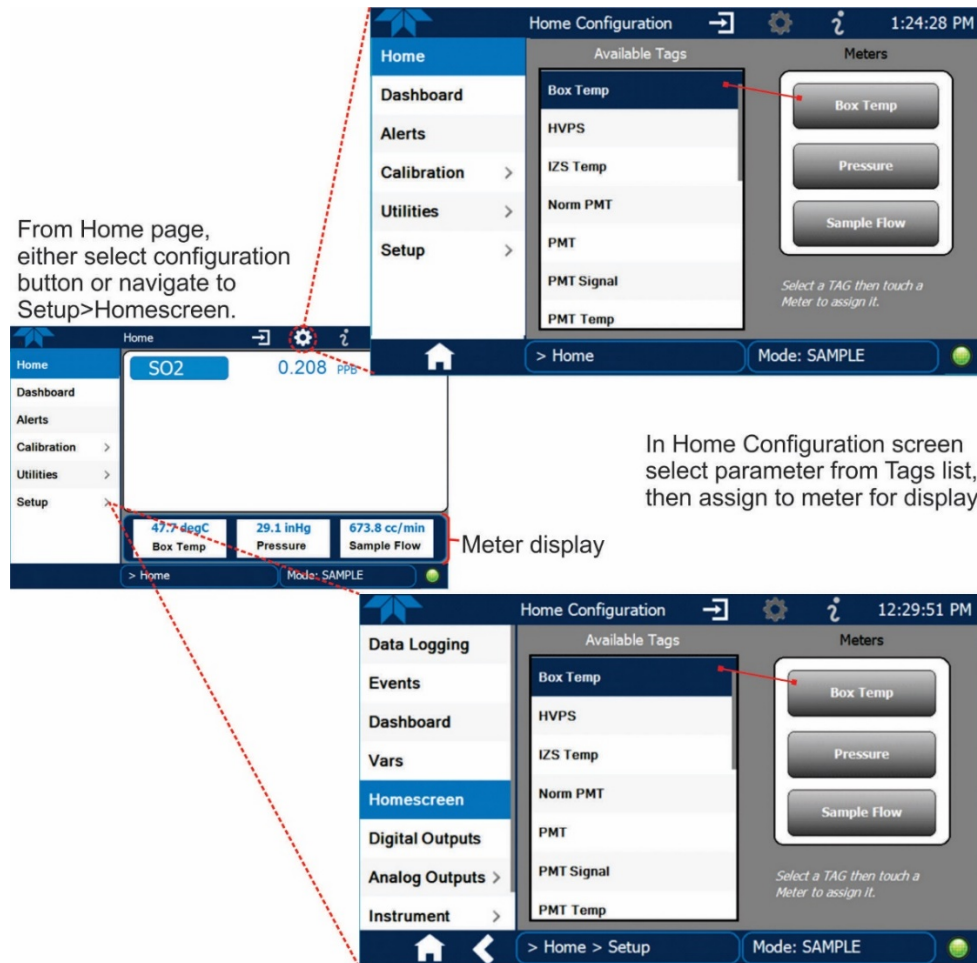 Home Configuration
1:24:28 PM
Home
Dashboard
Alerts
Calibration >
Utilities >
Setup >
Available Tags
Box Temp
HVPS
IZS Temp
Norm PMT
PMT
PMT Signal
PMT Temp
Meters
Box Temp
Pressure
Sample Flow
Select a TAG then touch a
Meter to assign it.
> Home
Mode: SAMPLE
From Home page,
either select configuration
button or navigate to
Setup>Homescreen.
Home
Home
Dashboard
Alerts
Calibration >
Utilities >
Setup >
SO2
0.208 PPB
47.7 degC
Box Temp
29.1 inHg
Pressure
673.8 cc/min
Sample Flow
> Home
Mode: SAMPLE
Meter display
In Home Configuration screen
select parameter from Tags list,
then assign to meter for display
Home Configuration
12:29:51 PM
Data Logging
Events
Dashboard
Vars
Homescreen
Digital Outputs
Analog Outputs >
Instrument >
Available Tags
Box Temp
HVPS
IZS Temp
Norm PMT
PMT
PMT Signal
PMT Temp
Meters
Box Temp
Pressure
Sample Flow
Select a TAG then touch a
Meter to assign it.
> Home > Setup
Mode: SAMPLE